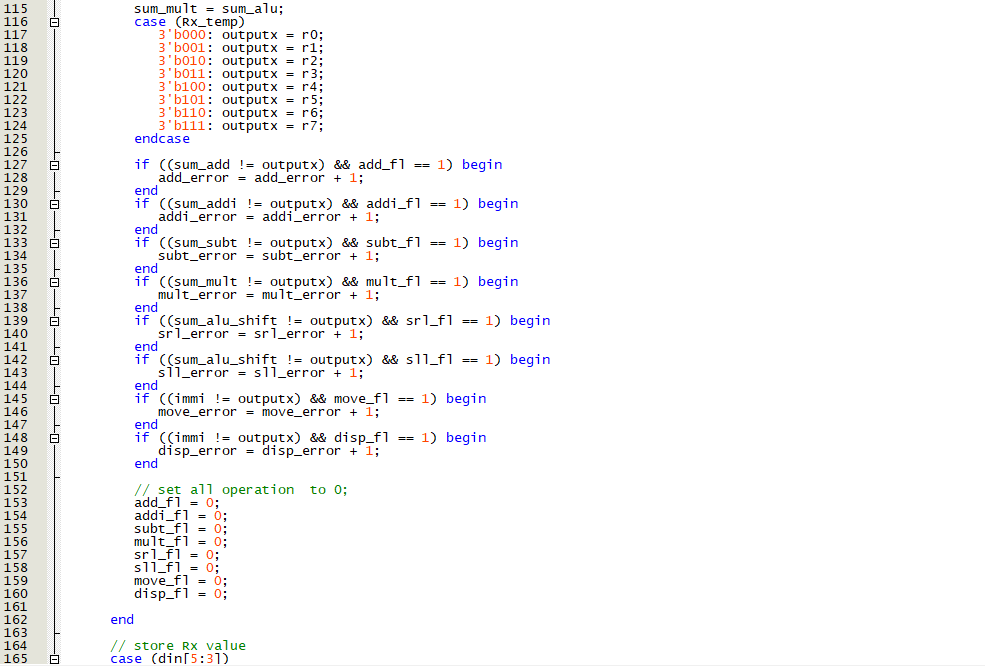 115 sum_mult = sum_alu;
116 case (Rx_temp)
117 3'b000: outputx = r0;
118 3'b001: outputx = r1;
119 3'b010: outputx = r2;
120 3'b011: outputx = r3;
121 3'b100: outputx = r4;
122 3'b101: outputx = r5;
123 3'b110: outputx = r6;
124 3'b111: outputx = r7;
125 endcase
126
127 if ((sum_add != outputx) && add_fl == 1) begin
128 add_error = add_error + 1;
129 end
130 if ((sum_addi != outputx) && addi_fl == 1) begin
131 addi_error = addi_error + 1;
132 end
133 if ((sum_subt != outputx) && subt_fl == 1) begin
134 subt_error = subt_error + 1;
135 end
136 if ((sum_mult != outputx) && mult_fl == 1) begin
137 mult_error = mult_error + 1;
138 end
139 if ((sum_alu_shift != outputx) && srl_fl == 1) begin
140 srl_error = srl_error + 1;
141 end
142 if ((sum_alu_shift != outputx) && sll_fl == 1) begin
143 sll_error = sll_error + 1;
144 end
145 if ((immi != outputx) && move_fl == 1) begin
146 move_error = move_error + 1;
147 end
148 if ((immi != outputx) && disp_fl == 1) begin
149 disp_error = disp_error + 1;
150 end
151
152 // set all operation  to 0;
153 add_fl = 0;
154 addi_fl = 0;
155 subt_fl = 0;
156 mult_fl = 0;
157 srl_fl = 0;
158 sll_fl = 0;
159 move_fl = 0;
160 disp_fl = 0;
161
162 end
163
164 // store Rx value
165 case (din[5:3])